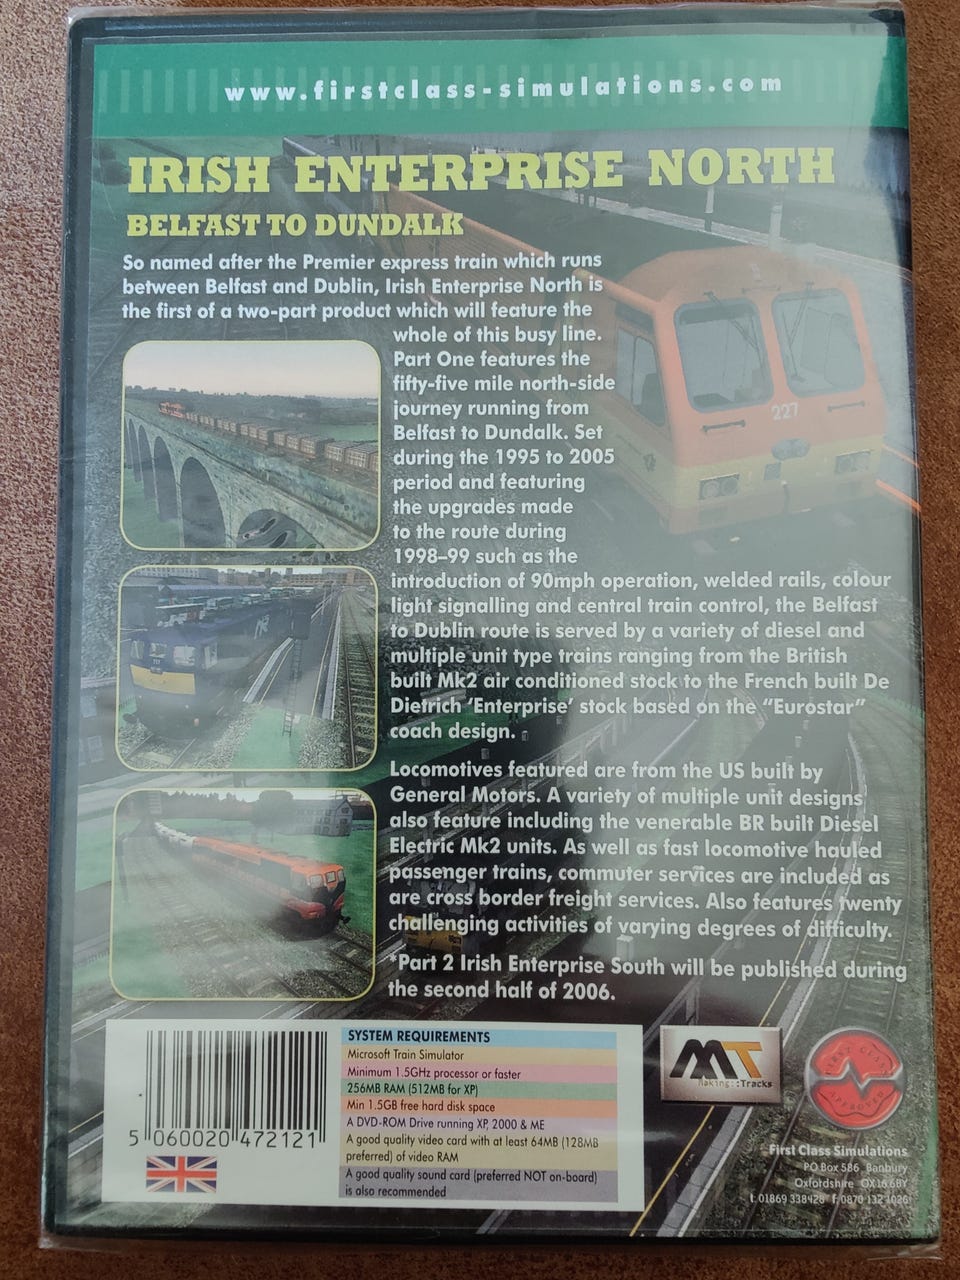 www.firstclass-simulations.com
IRISH ENTERPRISE NORTH
BELFAST TO DUNDALK
So named after the Premier express train which runs
between Belfast and Dublin, Irish Enterprise North is
the first of a two-part product which will feature the
whole of this busy line.
Part One features the
fifty-five mile north-side
journey running from
Belfast to Dundalk. Set
during the 1995 to 2005
period and featuring
the upgrades made
to the route during
1998–99 such as the
introduction of 90mph operation, welded rails, colour
light signalling and central train control, the Belfast
to Dublin route is served by a variety of diesel and
multiple unit type trains ranging from the British
built Mk2 air conditioned stock to the French built De
Dietrich ‘Enterprise’ stock based on the “Eurostar”
coach design.
Locomotives featured are from the US built by
General Motors. A variety of multiple unit designs
also feature including the venerable BR built Diesel
Electric Mk2 units. As well as fast locomotive hauled
passenger trains, commuter services are included as
are cross border freight services. Also features twenty
challenging activities of varying degrees of difficulty.
*Part 2 Irish Enterprise South will be published during
the second half of 2006.
227
5 060020 472121
SYSTEM REQUIREMENTS
Microsoft Train Simulator
Minimum 1.5GHz processor or faster
256MB RAM (512MB for XP)
Min 1.5GB free hard disk space
A DVD-ROM Drive running XP, 2000 & ME
A good quality video card with at least 64MB (128MB
preferred) of video RAM
A good quality sound card (preferred NOT on-board)
is also recommended
MT
Making::Tracks
FIRST CLASS
APPROVED
First Class Simulations
PO Box 586 Banbury
Oxfordshire OX16 6BY
t: 01869 338428 f: 0870 132 1026